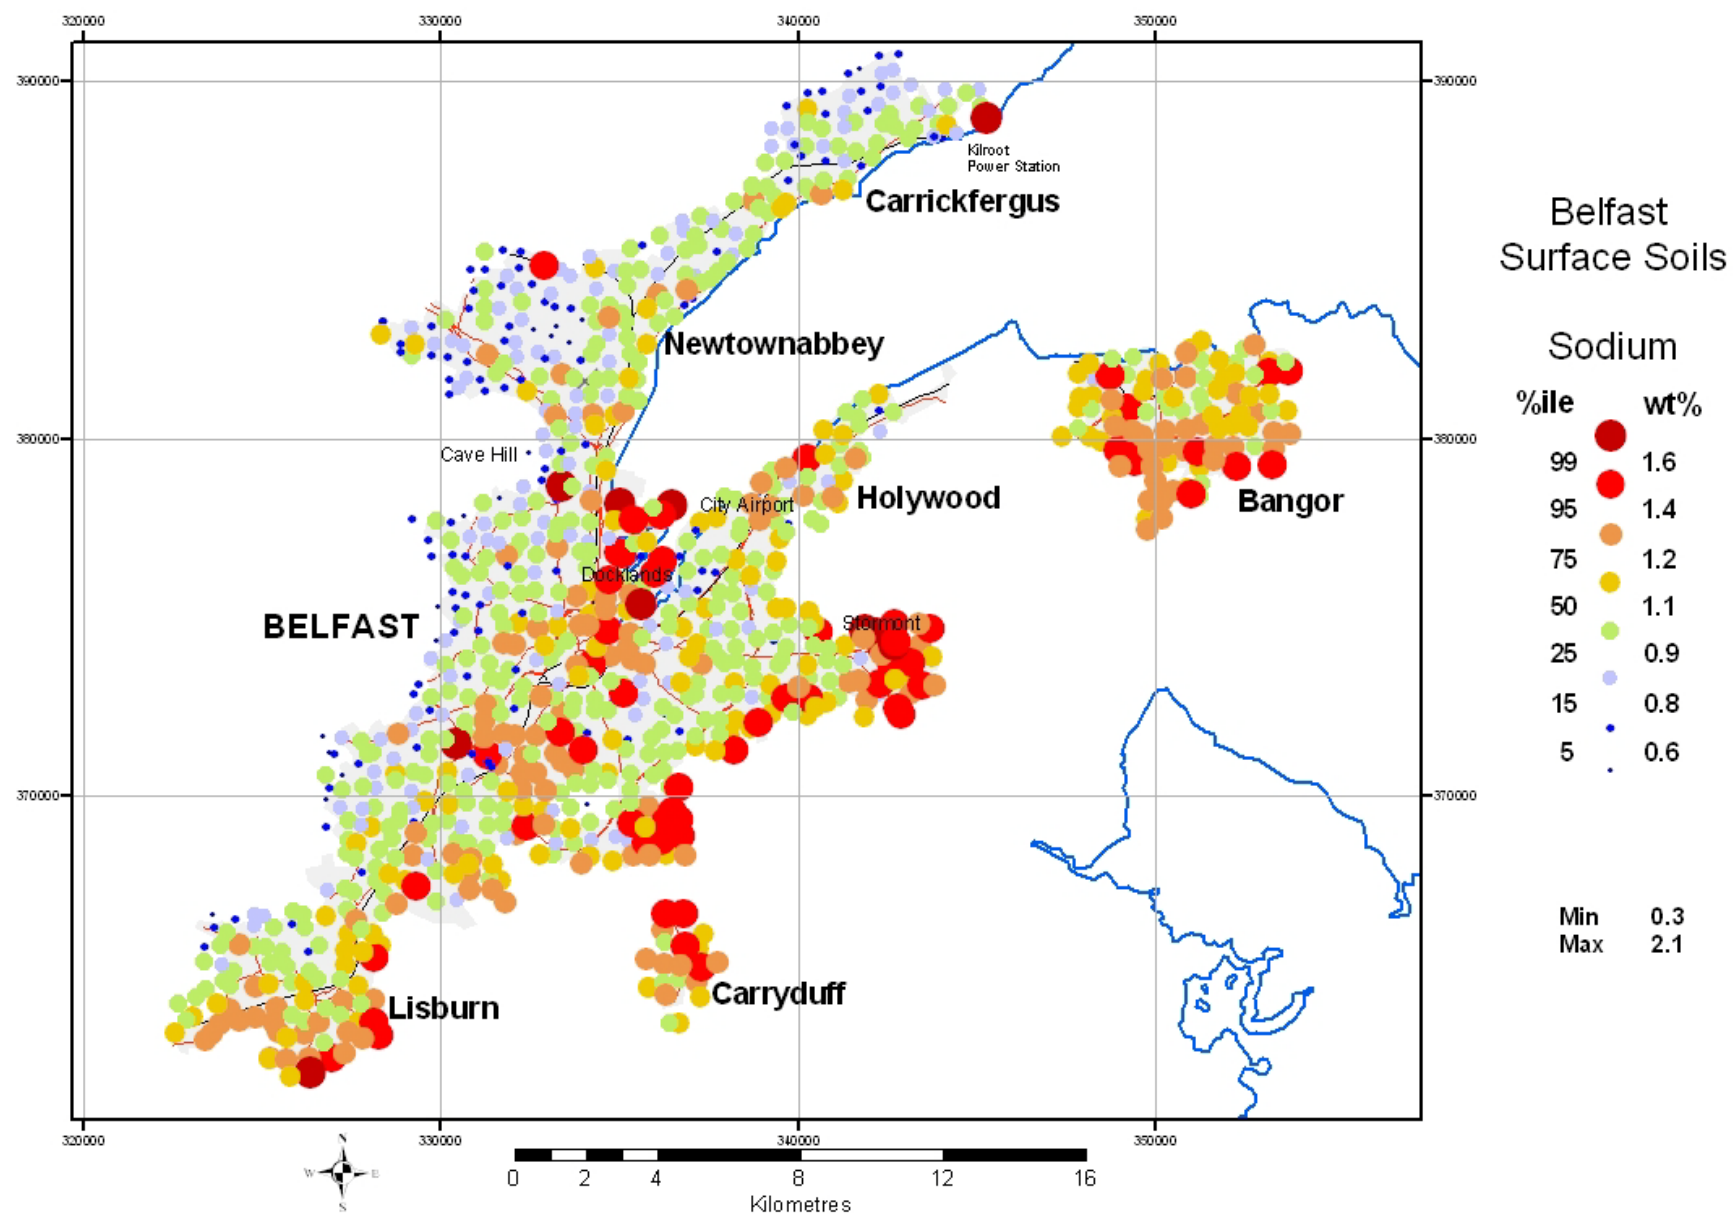 320000 330000 340000 350000
390000 390000
Kilroot
Power Station
Carrickfergus
Belfast
Surface Soils
Newtownabbey
Sodium
%ile wt%
380000 380000
Cave Hill
99 1.6
City Airport
Holywood
Bangor
95 1.4
75 1.2
Docklands
50 1.1
BELFAST
Stormont
25 0.9
15 0.8
5 0.6
370000 370000
Min 0.3
Max 2.1
Carryduff
Lisburn
320000 330000 340000 350000
N
W E
S
0 2 4 8 12 16
Kilometres